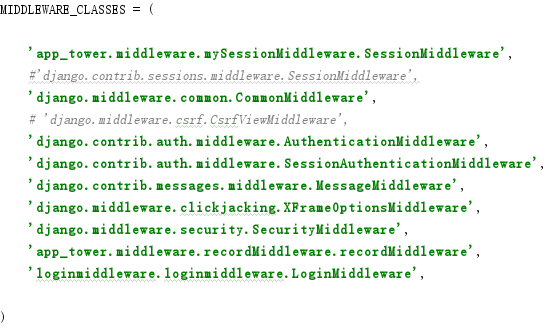 MIDDLEWARE_CLASSES = (
'app_tower.middleware.mySessionMiddleware.SessionMiddleware',
#'django.contrib.sessions.middleware.SessionMiddleware',
'django.middleware.common.CommonMiddleware',
# 'django.middleware.csrf.CsrfViewMiddleware',
'django.contrib.auth.middleware.AuthenticationMiddleware',
'django.contrib.auth.middleware.SessionAuthenticationMiddleware',
'django.contrib.messages.middleware.MessageMiddleware',
'django.middleware.clickjacking.XFrameOptionsMiddleware',
'django.middleware.security.SecurityMiddleware',
'app_tower.middleware.recordMiddleware.recordMiddleware',
'loginmiddleware.loginmiddleware.LoginMiddleware',
)